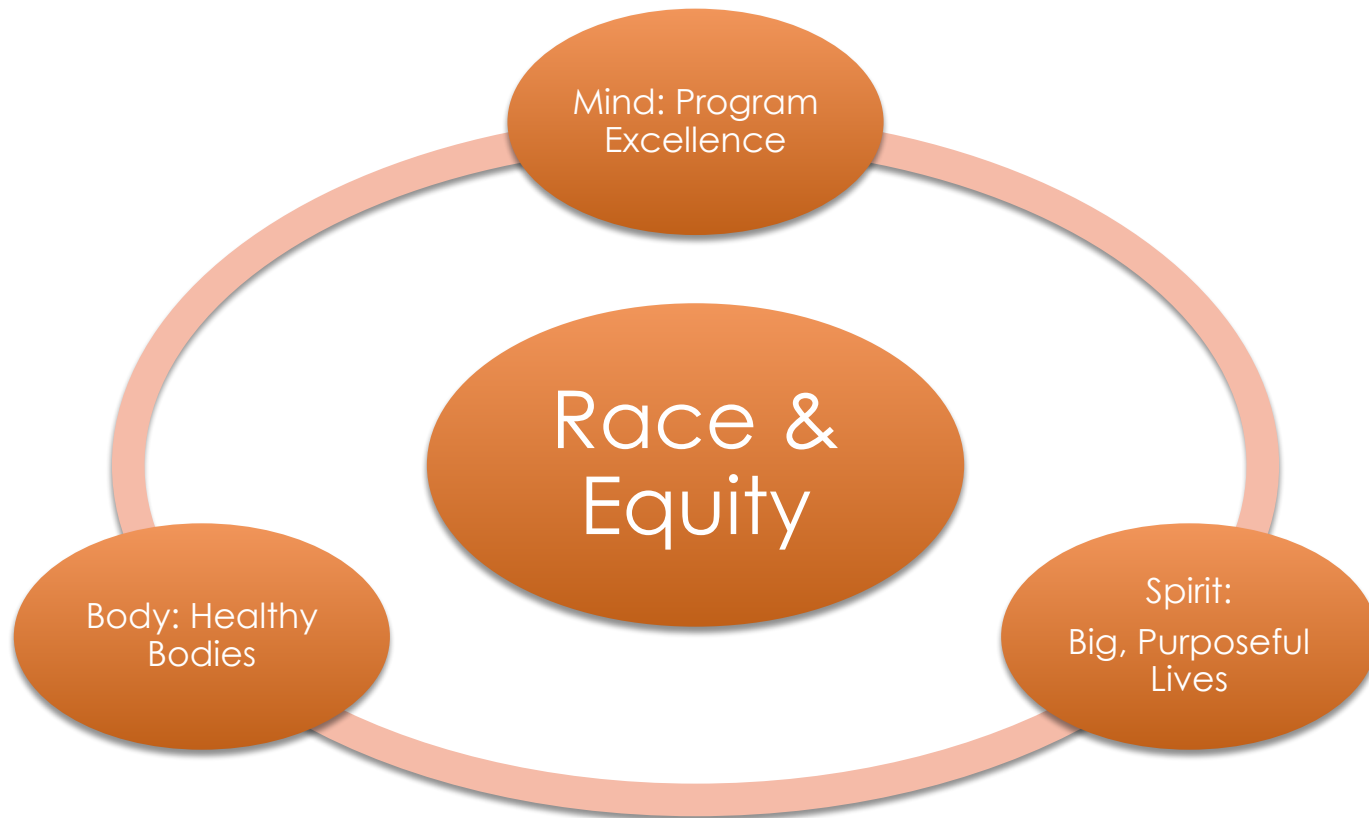 Mind: Program
Excellence
Race &
Equity
Body: Healthy
Bodies
Spirit:
Big, Purposeful
Lives